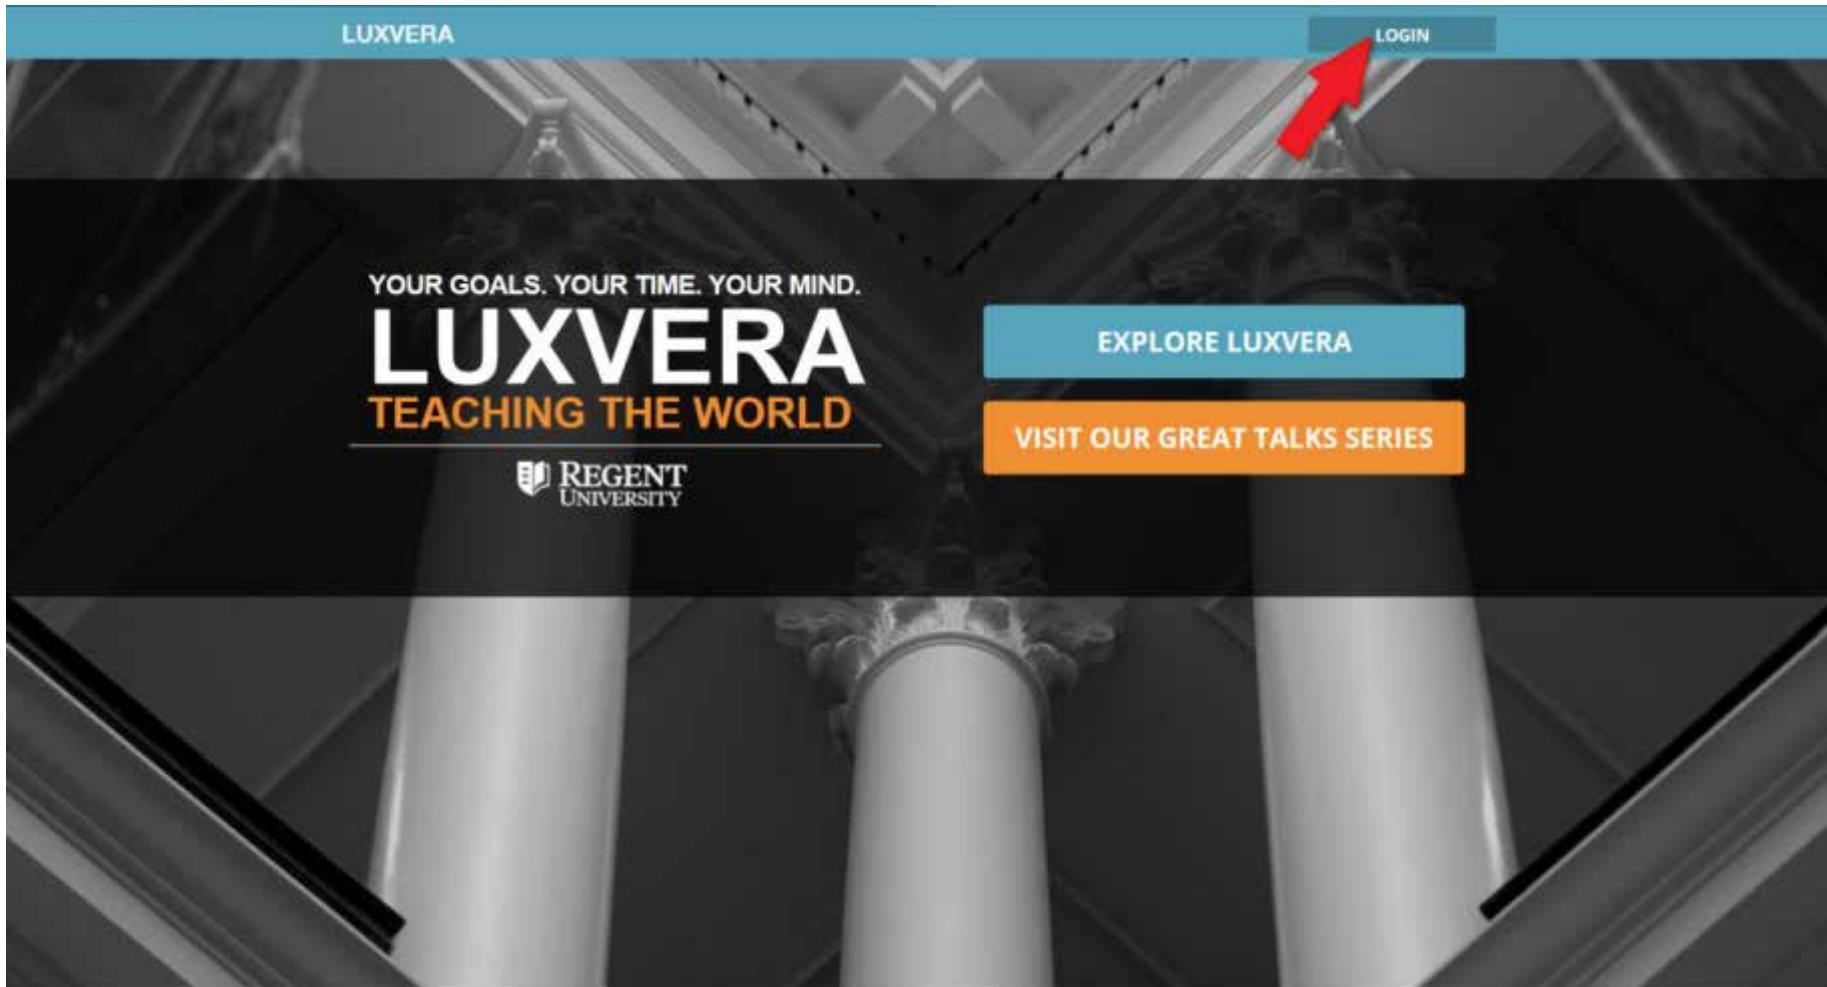 LUXVERA
LOGIN
YOUR GOALS. YOUR TIME. YOUR MIND.
LUXVERA
TEACHING THE WORLD
REGENT
UNIVERSITY
EXPLORE LUXVERA
VISIT OUR GREAT TALKS SERIES